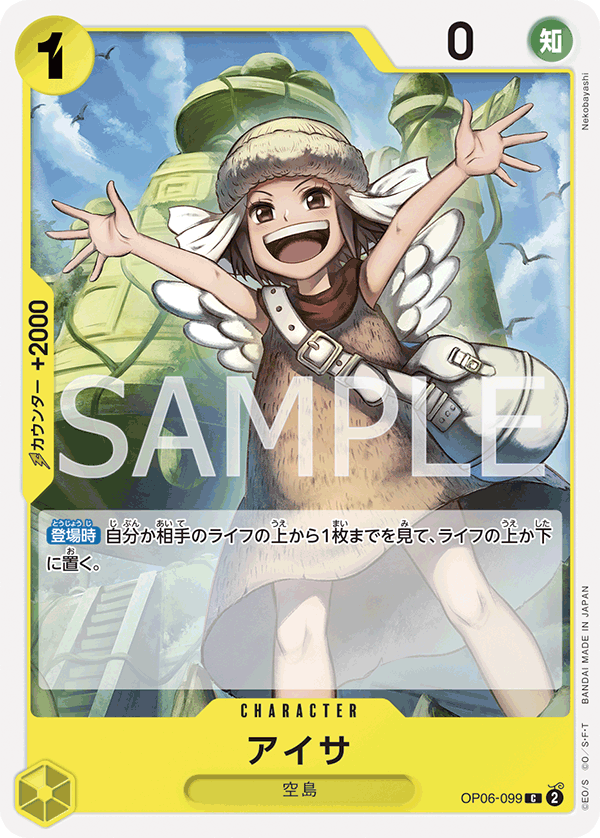 1
0
知
Nekobayashi
カウンター +2000
SAMPLE
登場時 自分か相手のライフの上から1枚までを見て、ライフの上か下
に置く。
CHARACTER
アイサ
空島
OP06-099 C 2
©E.O/S ©O/S・F・T BANDAI MADE IN JAPAN